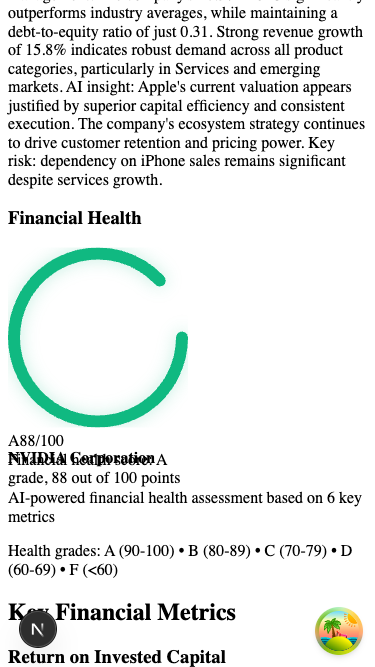 outperforms industry averages, while maintaining a
debt-to-equity ratio of just 0.31. Strong revenue growth
of 15.8% indicates robust demand across all product
categories, particularly in Services and emerging
markets. AI insight: Apple's current valuation appears
justified by superior capital efficiency and consistent
execution. The company's ecosystem strategy continues
to drive customer retention and pricing power. Key
risk: dependency on iPhone sales remains significant
despite services growth.
Financial Health
A88/100
NVIDIA Corporation
Financial health score: A
grade, 88 out of 100 points
AI-powered financial health assessment based on 6 key
metrics
Health grades: A (90-100) • B (80-89) • C (70-79) • D
(60-69) • F (<60)
Key Financial Metrics
N
Return on Invested Capital